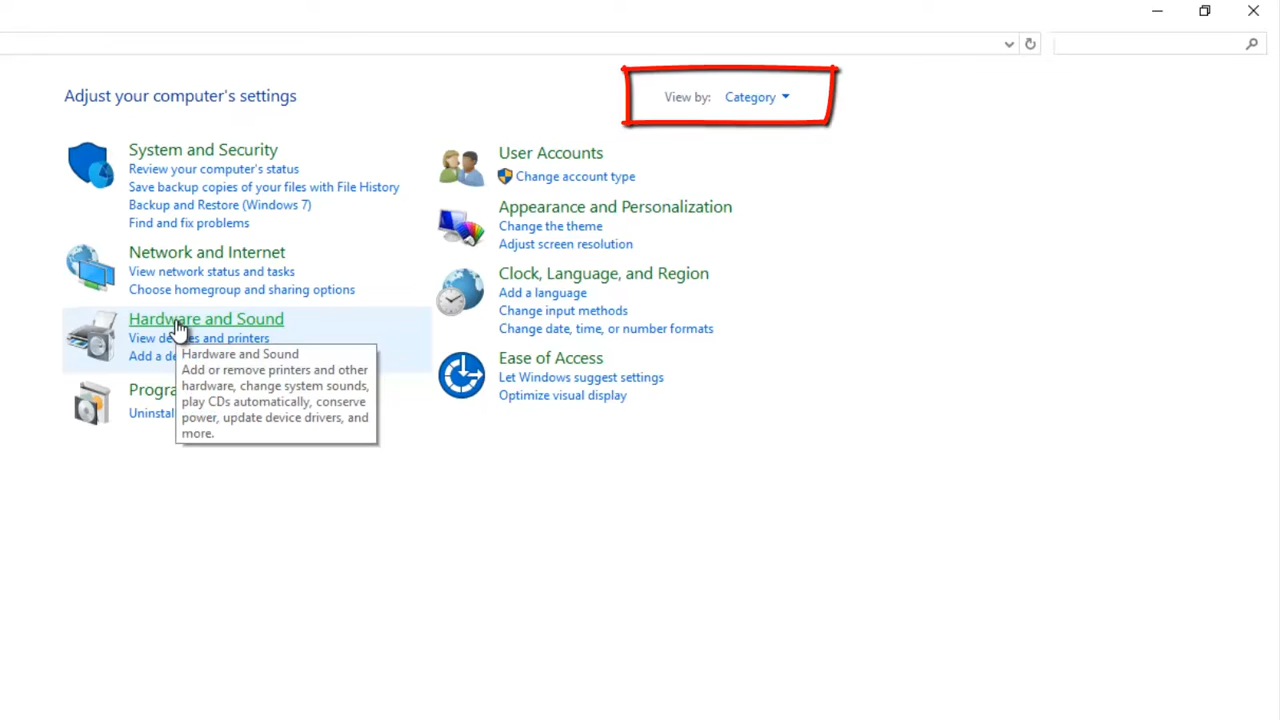 Adjust your computer's settings
View by: Category
System and Security
Review your computer's status
Save backup copies of your files with File History
Backup and Restore (Windows 7)
Find and fix problems
Network and Internet
View network status and tasks
Choose homegroup and sharing options
Hardware and Sound
View and printers
Add a
Hardware and Sound
Add or remove printers and other
hardware, change system sounds,
play CDs automatically, conserve
power, update device drivers, and
more.
User Accounts
Change account type
Appearance and Personalization
Change the theme
Adjust screen resolution
Clock, Language, and Region
Add a language
Change input methods
Change date, time, or number formats
Ease of Access
Let Windows suggest settings
Optimize visual display